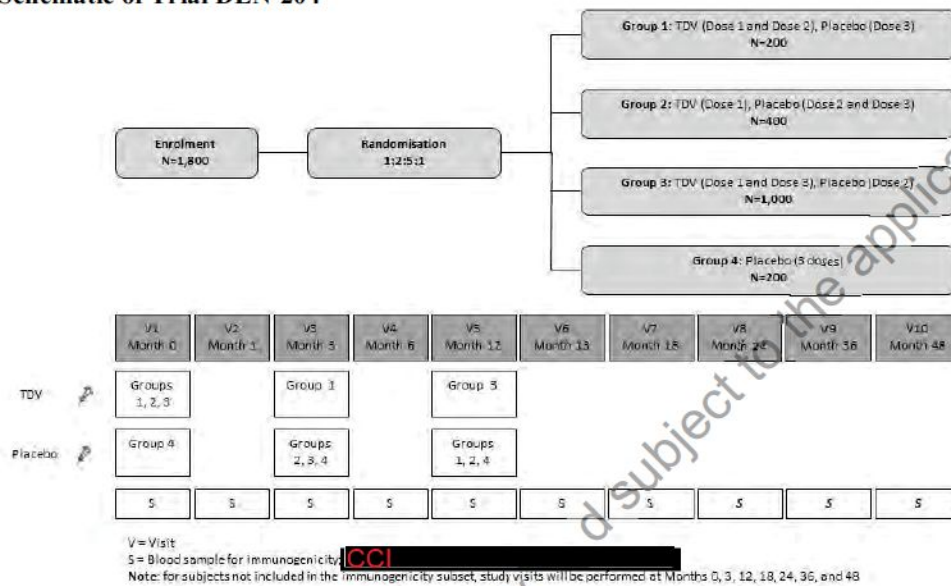 Schematic of Trial DEN-204
Group 1: TDV (Dose 1 and Dose 2), Placebo (Dose 3)
N=200
Group 2: TDV (Dose 1), Placebo (Dose 2 and Dose 3)
N=400
Enrolment
N=1,800
Randomisation
1:2:5:1
Group 3: TDV (Dose 1 and Dose 3), Placebo (Dose 2)
N=1,000
Group 4: Placebo (3 doses)
N=200
V1 V2 V3 V4 V5 V6 V7 V8 V9 V10
Month 0 Month 1 Month 3 Month 6 Month 12 Month 13 Month 18 Month 24 Month 36 Month 48
TDV
Groups 1, 2, 3
Group 1
Group 3
Placebo
Group 4
Groups 2, 3, 4
Groups 1, 2, 4
S S S S S S S S S S
V = Visit
S = Blood sample for immunogenicity; CCI
Note: for subjects not included in the immunogenicity subset, study visits will be performed at Months 0, 3, 12, 18, 24, 36, and 48
d subject to the applic